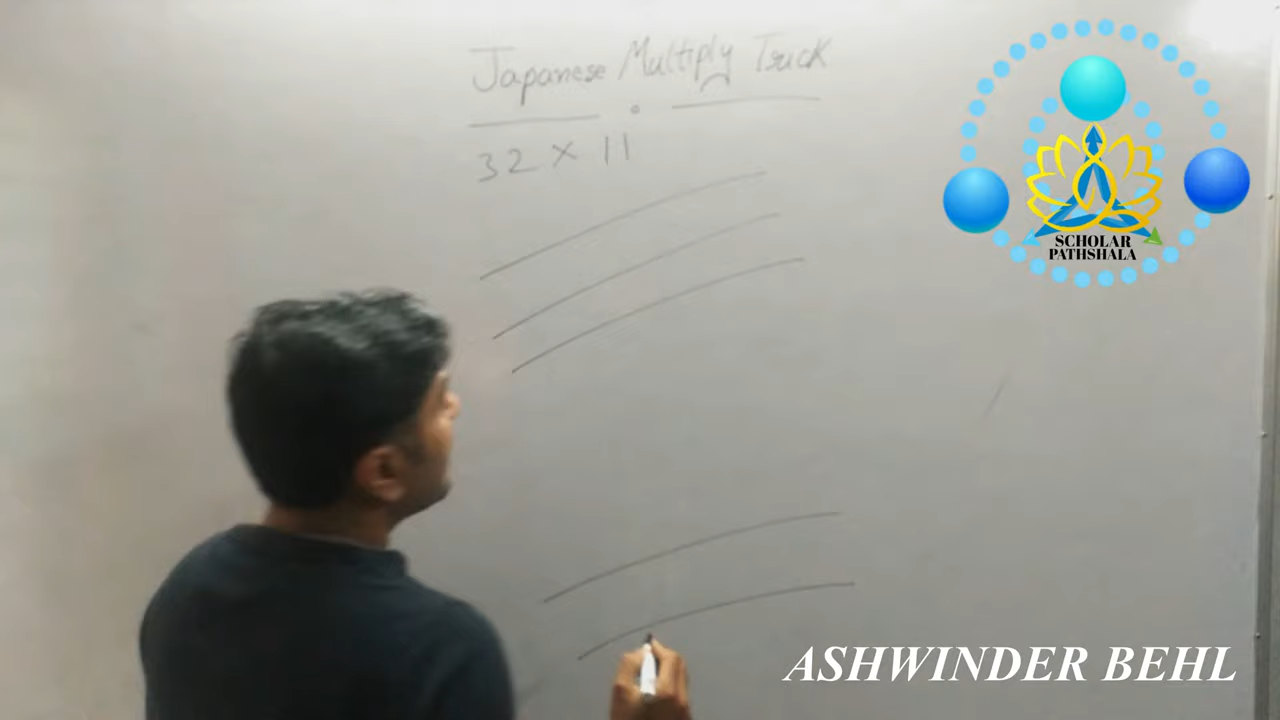 Japanese Multiply Trick
32 × 11
SCHOLAR
PATHSHALA
ASHWINDER BEHL